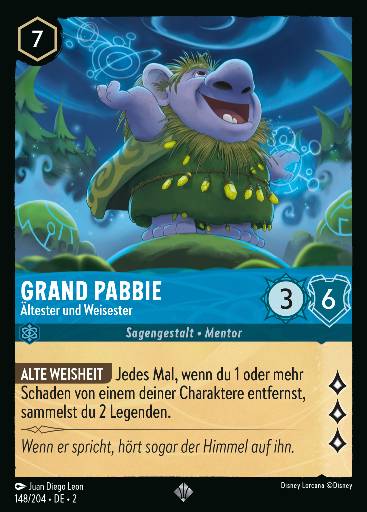 7
GRAND PABBIE
Ältester und Weisester
3
6
Sagengestalt • Mentor
ALTE WEISHEIT Jedes Mal, wenn du 1 oder mehr
Schaden von einem deiner Charaktere entfernst,
sammelst du 2 Legenden.
Wenn er spricht, hört sogar der Himmel auf ihn.
Juan Diego Leon
148/204 • DE • 2
Disney Lorcana ©Disney